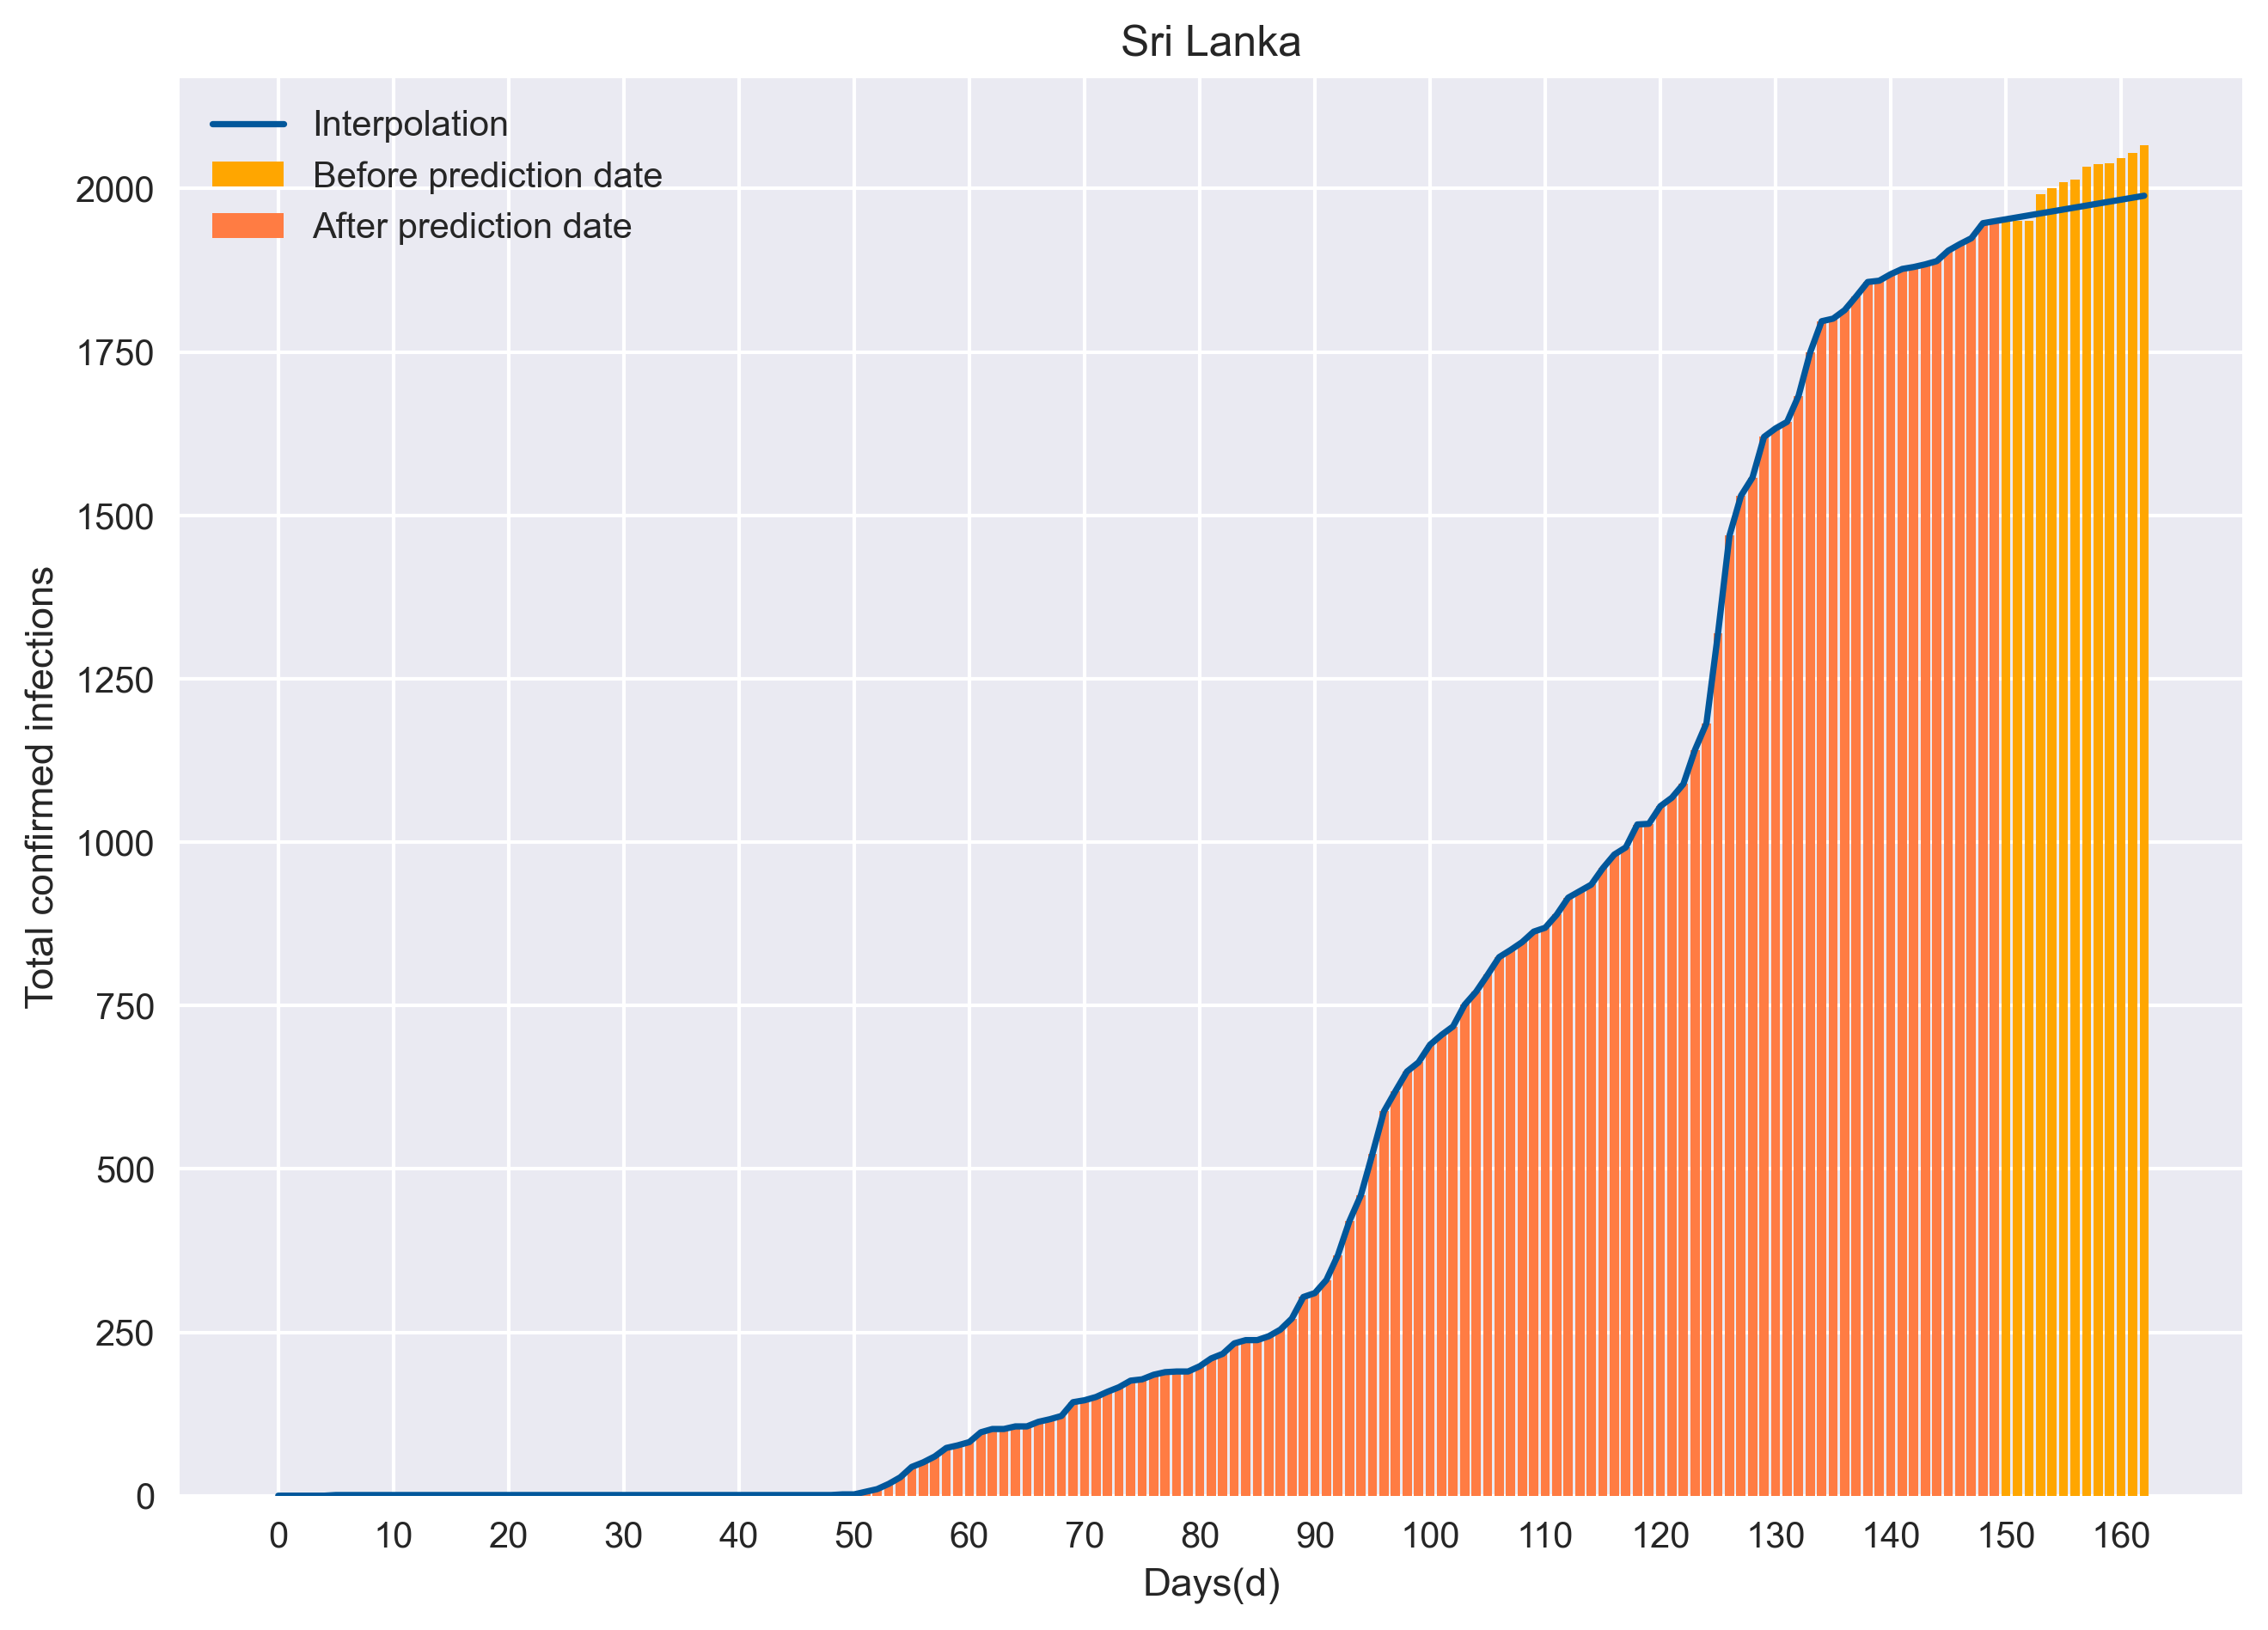 Sri Lanka
Interpolation
Before prediction date
After prediction date
2000
1750
1500
1250
1000
750
500
250
0
Total confirmed infections
0 10 20 30 40 50 60 70 80 90 100 110 120 130 140 150 160
Days(d)